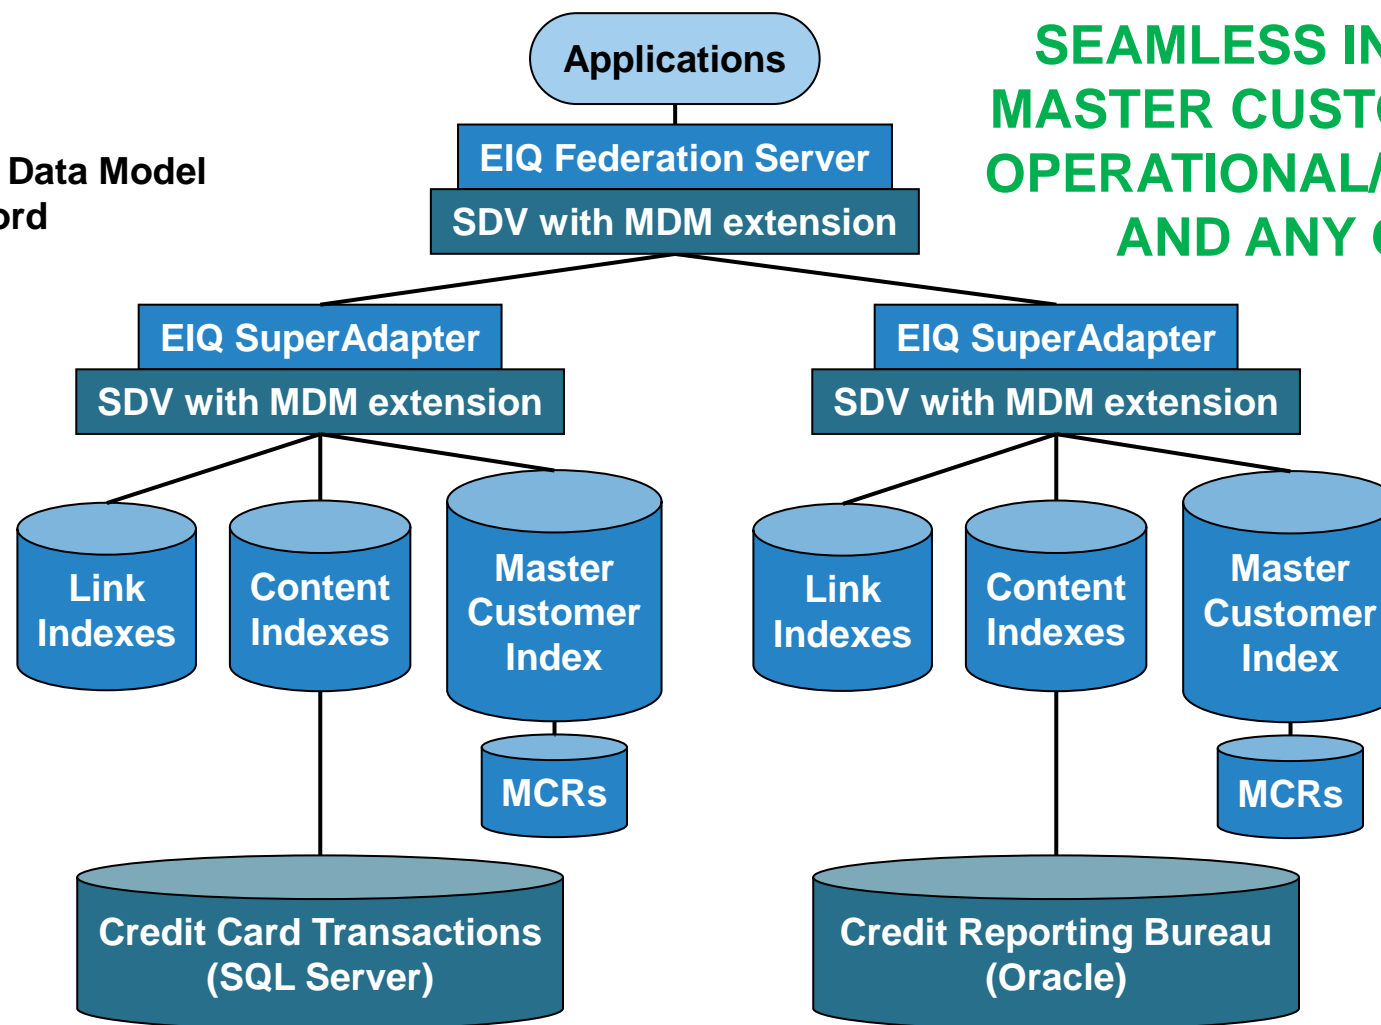 Applications
SEAMLESS IN
MASTER CUSTO
OPERATIONAL/
AND ANY
Data Model
ord
EIQ Federation Server
SDV with MDM extension
EIQ SuperAdapter
SDV with MDM extension
EIQ SuperAdapter
SDV with MDM extension
Link
Indexes
Content
Indexes
Master
Customer
Index
MCRs
Link
Indexes
Content
Indexes
Master
Customer
Index
MCRs
Credit Card Transactions
(SQL Server)
Credit Reporting Bureau
(Oracle)